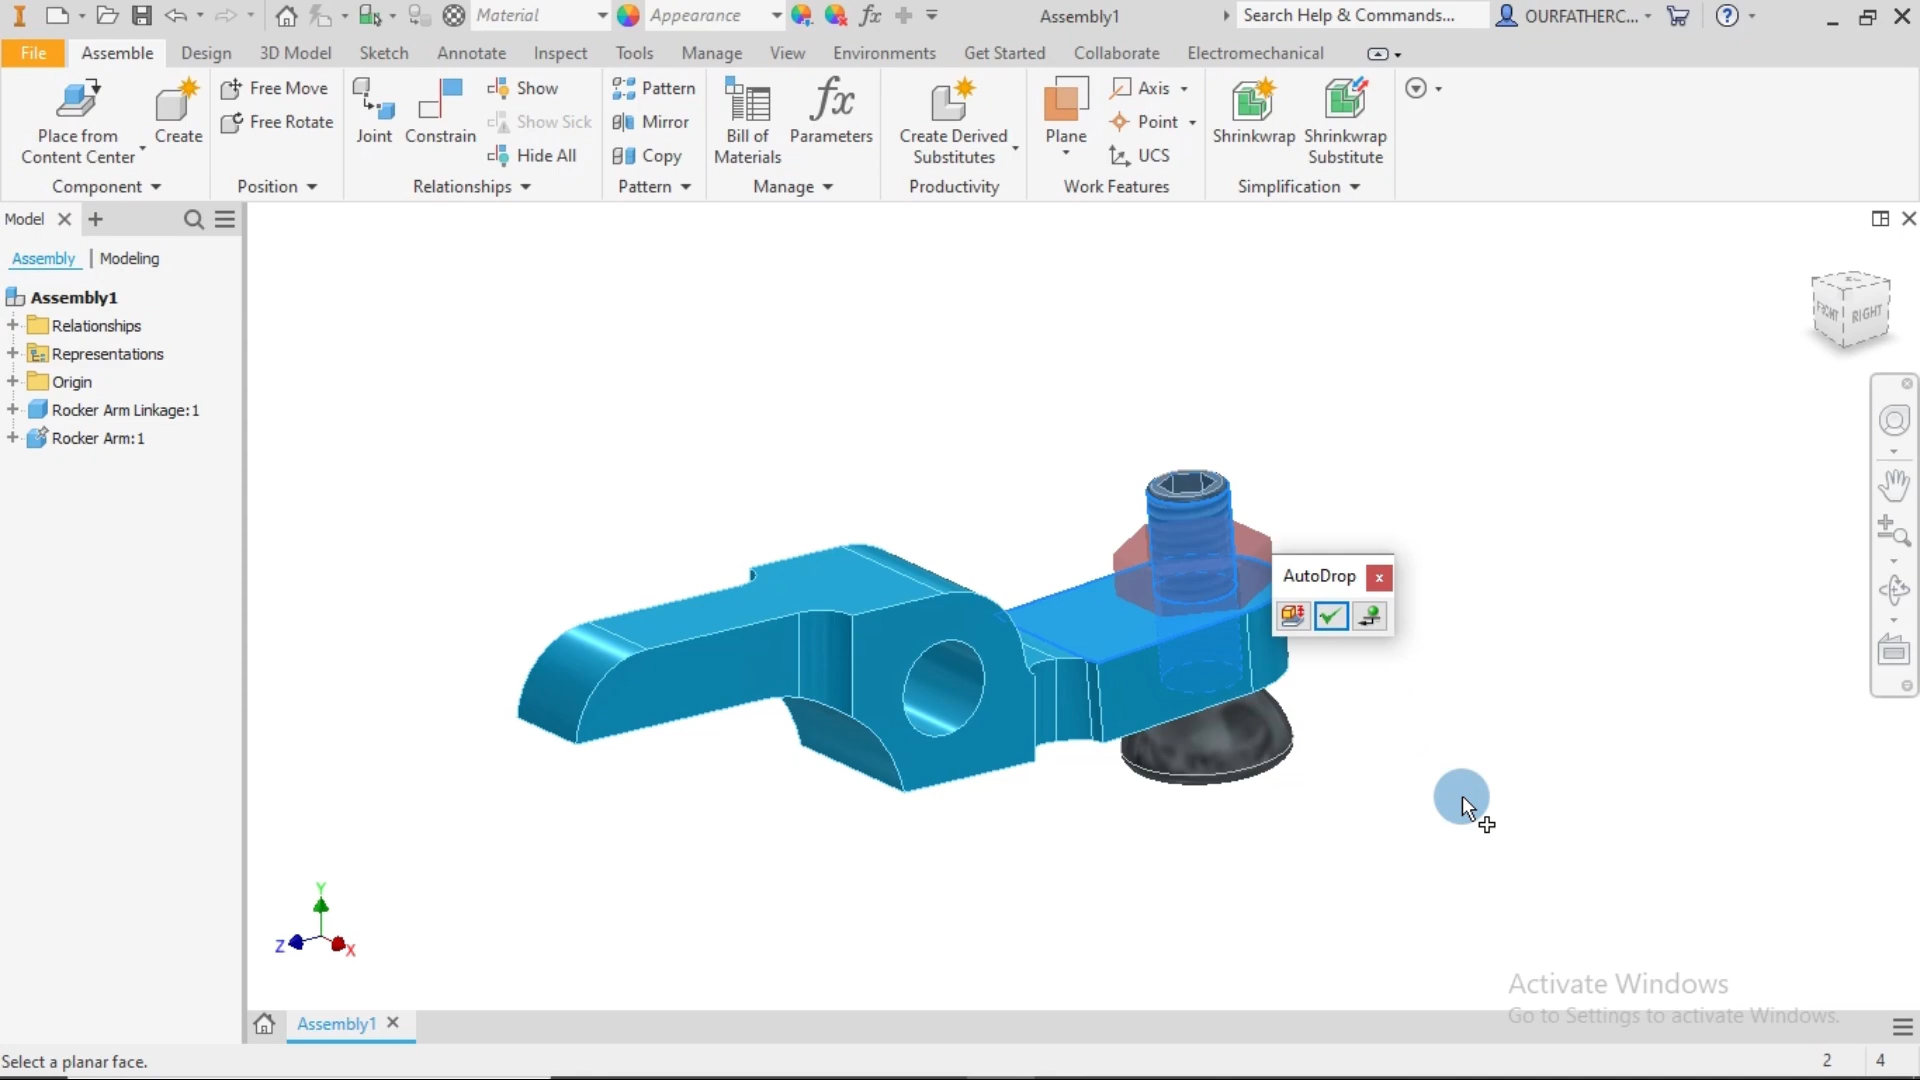 Material
Appearance
fx
Assembly1
Search Help & Commands...
OURFATHERC...
File
Assemble
Design
3D Model
Sketch
Annotate
Inspect
Tools
Manage
View
Environments
Get Started
Collaborate
Electromechanical
Place from
Content Center
Create
Component
Free Move
Free Rotate
Position
Joint
Constrain
Show
Show Sick
Hide All
Relationships
Pattern
Mirror
Copy
Pattern
Bill of
Materials
fx
Parameters
Manage
Create Derived
Substitutes
Productivity
Plane
Axis
Point
UCS
Work Features
Shrinkwrap
Shrinkwrap
Substitute
Simplification
Model
Assembly
Modeling
Assembly1
Relationships
Representations
Origin
Rocker Arm Linkage:1
Rocker Arm:1
FRONT
RIGHT
AutoDrop
x
Y
Z
X
Activate Windows
Go to Settings to activate Windows.
Assembly1
Select a planar face.
2
4